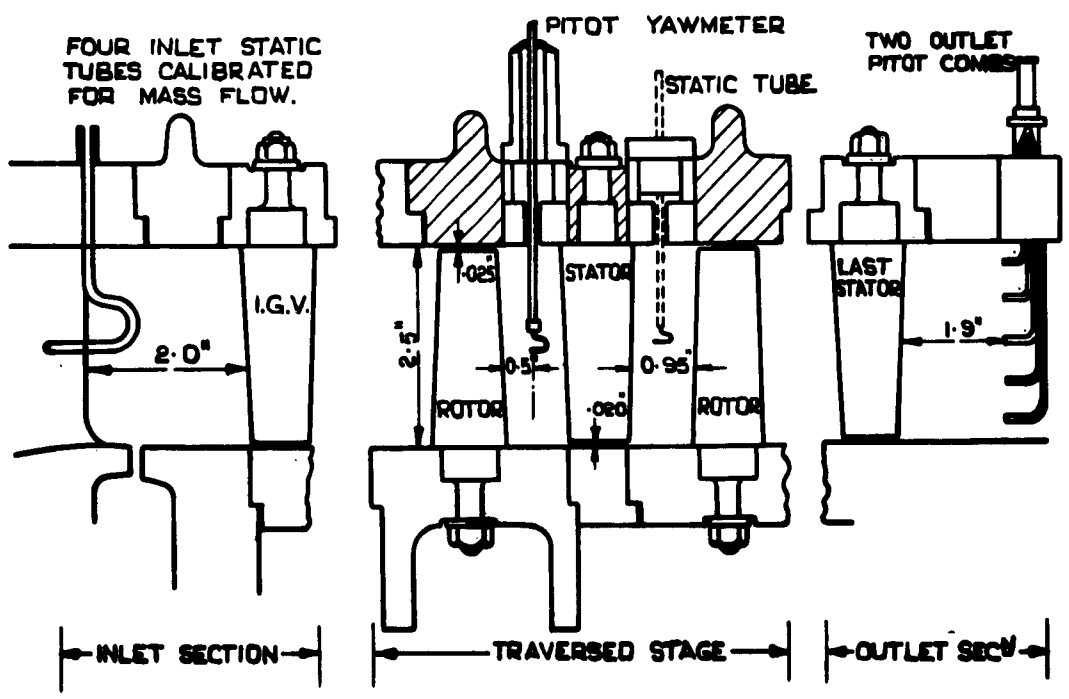 FOUR INLET STATIC
TUBES CALIBRATED
FOR MASS FLOW.
PITOT YAWMETER
STATIC TUBE
TWO OUTLET
PITOT COMBS
I.G.V.
2.0"
.025"
2.5"
0.5
STATOR
0.95"
ROTOR
.020"
ROTOR
LAST
STATOR
1.9"
INLET SECTION
TRAVERSED STAGE
OUTLET SECN